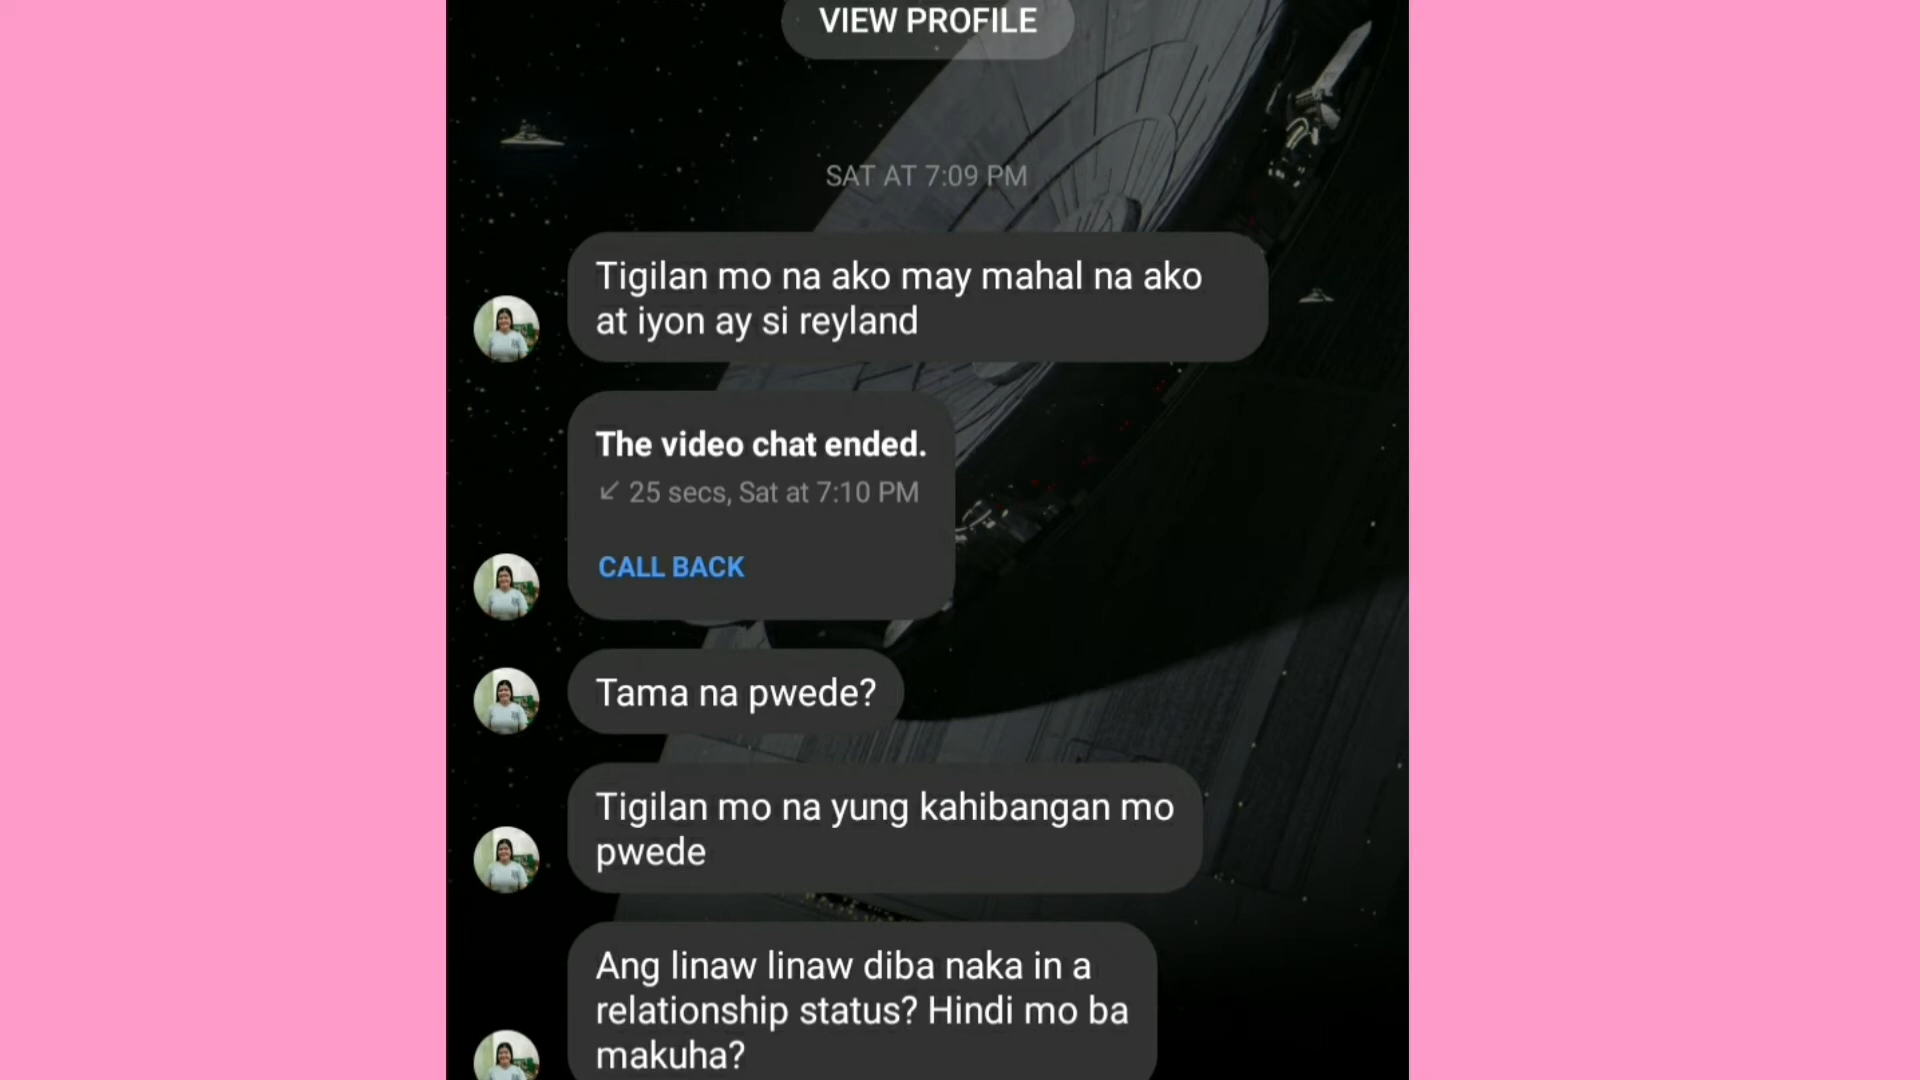 VIEW PROFILE
SAT AT 7:09 PM
Tigilan mo na ako may mahal na ako
at iyon ay si reyland
The video chat ended.
↙ 25 secs, Sat at 7:10 PM
CALL BACK
Tama na pwede?
Tigilan mo na yung kahibangan mo
pwede
Ang linaw linaw diba naka in a
relationship status? Hindi mo ba
makuha?